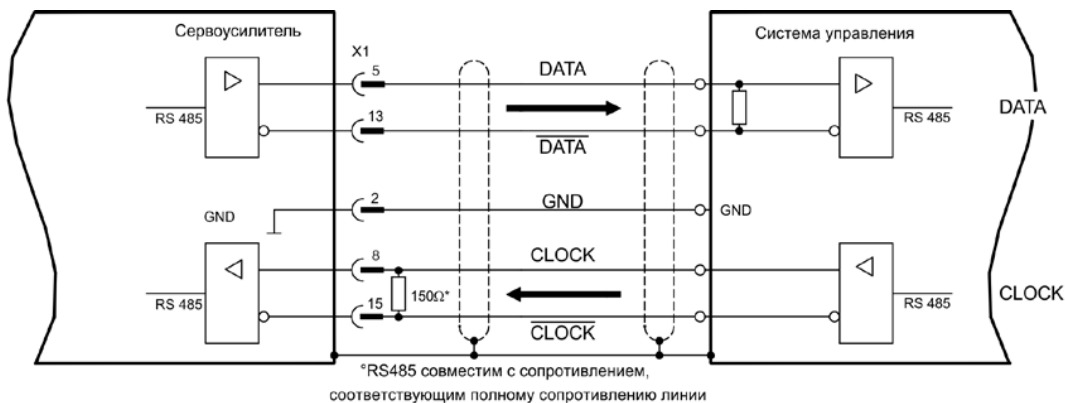 Сервоусилитель
Система управления
X1
5
DATA
DATA
RS 485
RS 485
13
DATA
2
GND
GND
GND
8
CLOCK
CLOCK
RS 485
150Ω*
RS 485
15
CLOCK
°RS485 совместим с сопротивлением,
соответствующим полному сопротивлению линии